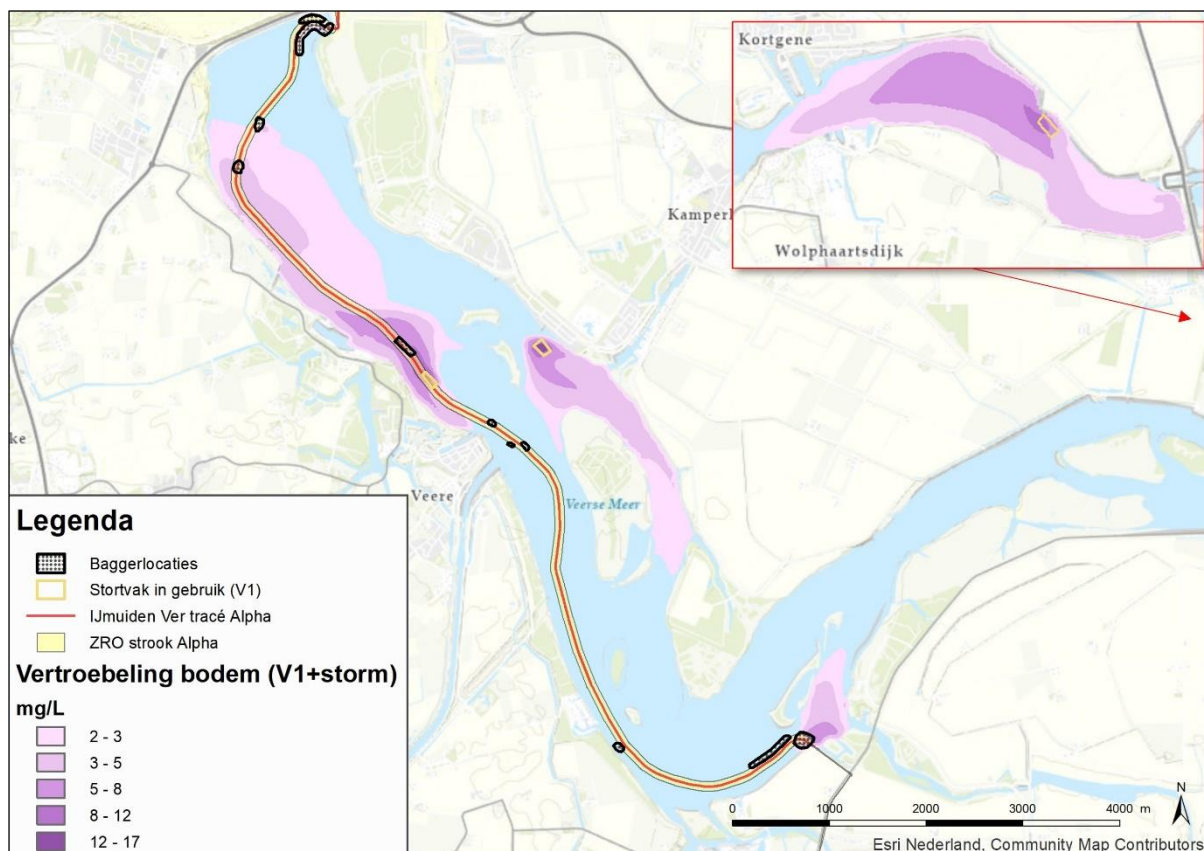 Kortgene
Wolphaartsdijk
Kamperl
ke
Veere
Veerse Meer
Legenda
Baggerlocaties
Stortvak in gebruik (V1)
IJmuiden Ver tracé Alpha
ZRO strook Alpha
Vertroebeling bodem (V1+storm)
mg/L
2 - 3
3 - 5
5 - 8
8 - 12
12 - 17
N
0 1000 2000 3000 4000 m
Esri Nederland, Community Map Contributors